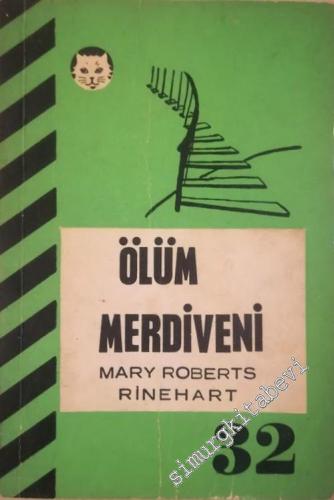 ÖLÜM
MERDİVENİ
MARY ROBERTS
RİNEHART
32
simurgkitabevi